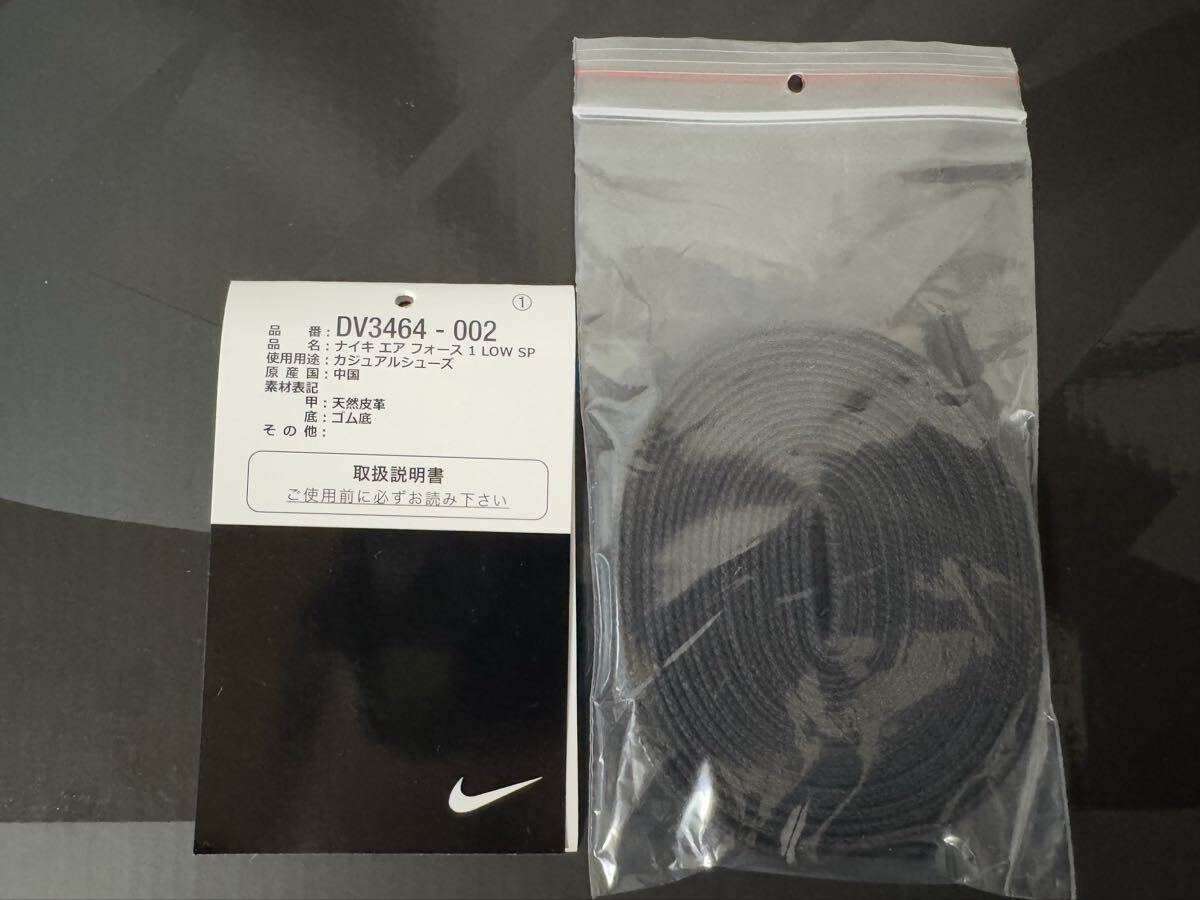 ①
品 番 : DV3464 - 002
品 名 : ナイキ エア フォース 1 LOW SP
使用用途 : カジュアルシューズ
原 産 国 : 中国
素材表記
甲 : 天然皮革
底 : ゴム底
そ の 他 :
取扱説明書
ご使用前に必ずお読み下さい